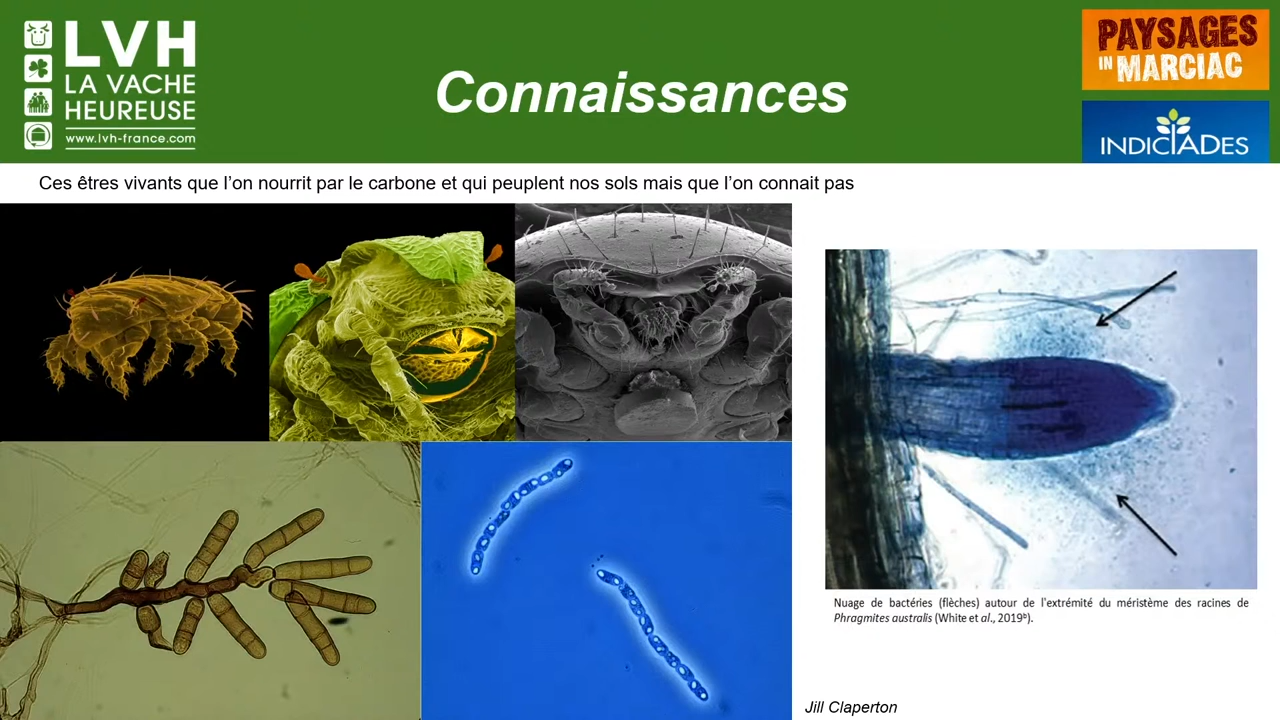 LVH
LA VACHE
HEUREUSE
www.lvh-france.com
Connaissances
PAYSAGES
IN MARCIAC
INDICIADES
Ces êtres vivants que l’on nourrit par le carbone et qui peuplent nos sols mais que l’on connait pas
Nuage de bactéries (flèches) autour de l'extrémité du méristème des racines de
Phragmites australis (White et al., 2019ᵇ).
Jill Claperton